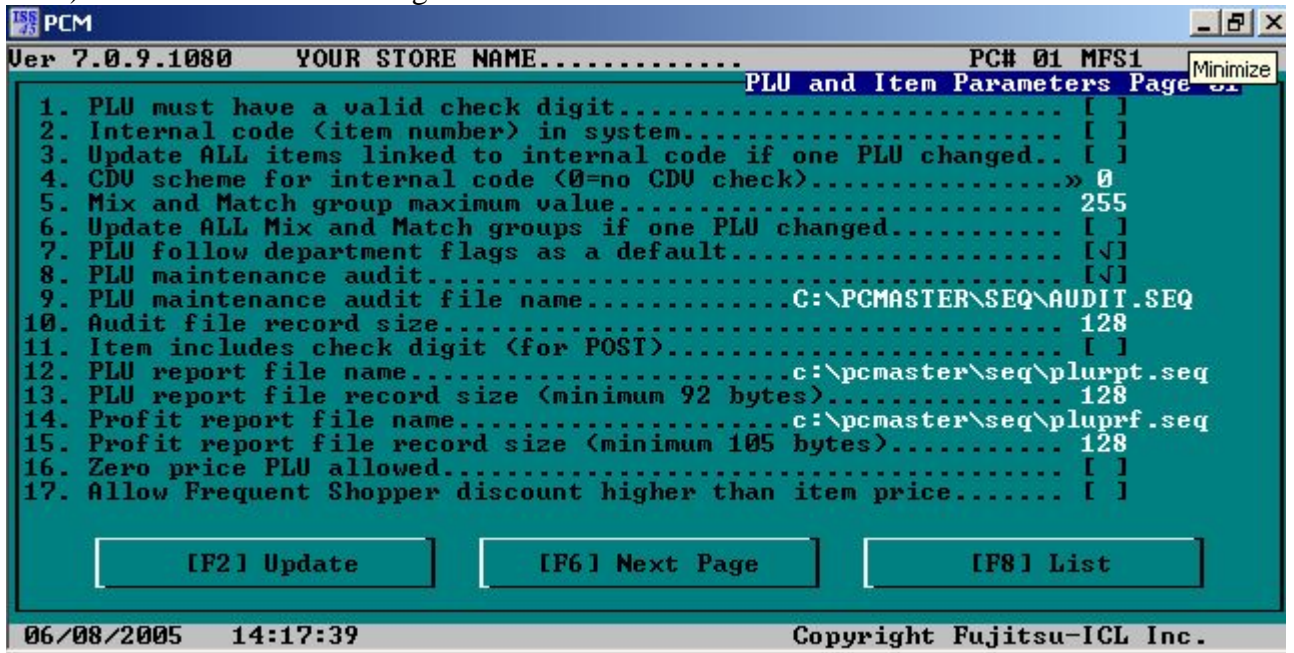 ISS 45 PCM
Ver 7.0.9.1080 YOUR STORE NAME............. PC# 01 MFS1
Minimize
PLU and Item Parameters Page 01
1. PLU must have a valid check digit............................ [ ]
2. Internal code (item number) in system........................ [ ]
3. Update ALL items linked to internal code if one PLU changed.. [ ]
4. CDV scheme for internal code (0=no CDV check)................» 0
5. Mix and Match group maximum value............................ 255
6. Update ALL Mix and Match groups if one PLU changed........... [ ]
7. PLU follow department flags as a default..................... [√]
8. PLU maintenance audit........................................ [√]
9. PLU maintenance audit file name.............C:\PCMASTER\SEQ\AUDIT.SEQ
10. Audit file record size....................................... 128
11. Item includes check digit (for POST)......................... [ ]
12. PLU report file name........................c:\pcmaster\seq\plurpt.seq
13. PLU report file record size (minimum 92 bytes)............... 128
14. Profit report file name.....................c:\pcmaster\seq\pluprf.seq
15. Profit report file record size (minimum 105 bytes)........... 128
16. Zero price PLU allowed....................................... [ ]
17. Allow Frequent Shopper discount higher than item price....... [ ]
[F2] Update [F6] Next Page [F8] List
06/08/2005 14:17:39 Copyright Fujitsu-ICL Inc.